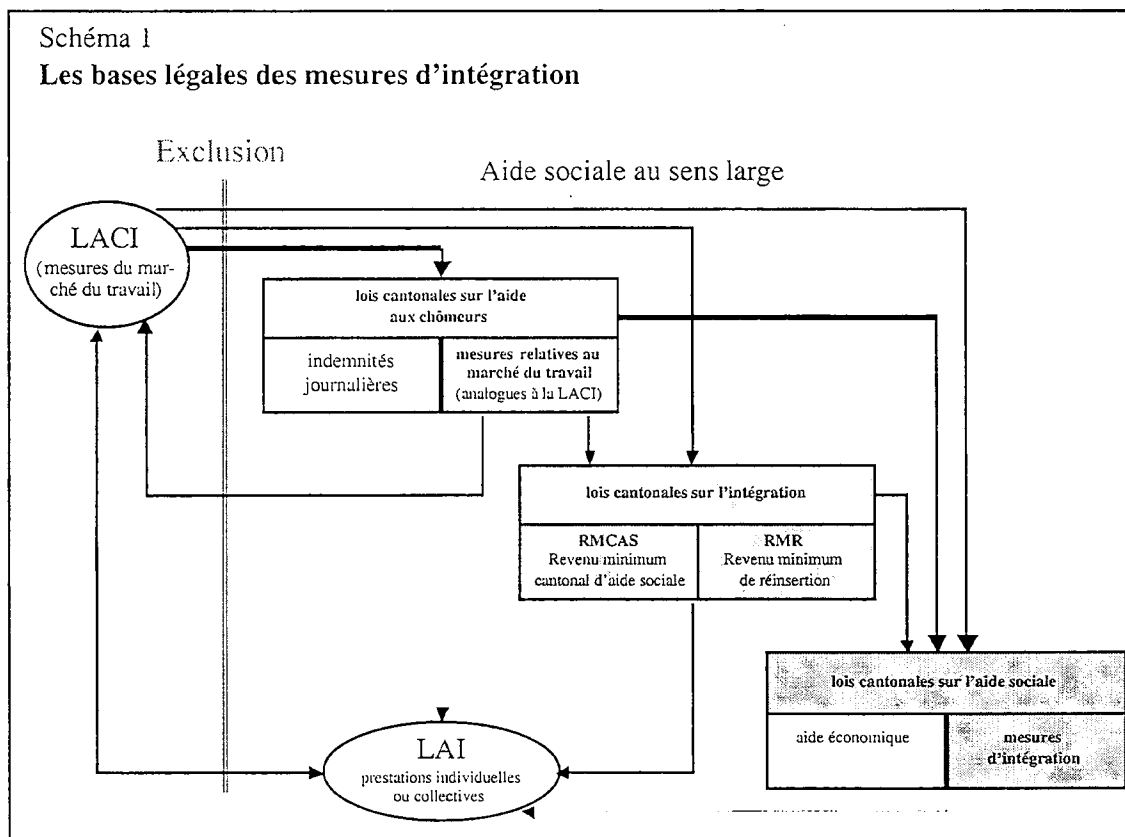 Schéma 1
Les bases légales des mesures d'intégration
Exclusion
Aide sociale au sens large
LACI
(mesures du mar-
ché du travail)
lois cantonales sur l'aide
aux chômeurs
indemnités
journalières
mesures relatives au
marché du travail
(analogues à la LACI)
lois cantonales sur l'intégration
RMCAS
Revenu minimum
cantonal d'aide sociale
RMR
Revenu minimum
de réinsertion
lois cantonales sur l'aide sociale
aide économique
mesures
d'intégration
LAI
prestations individuelles
ou collectives